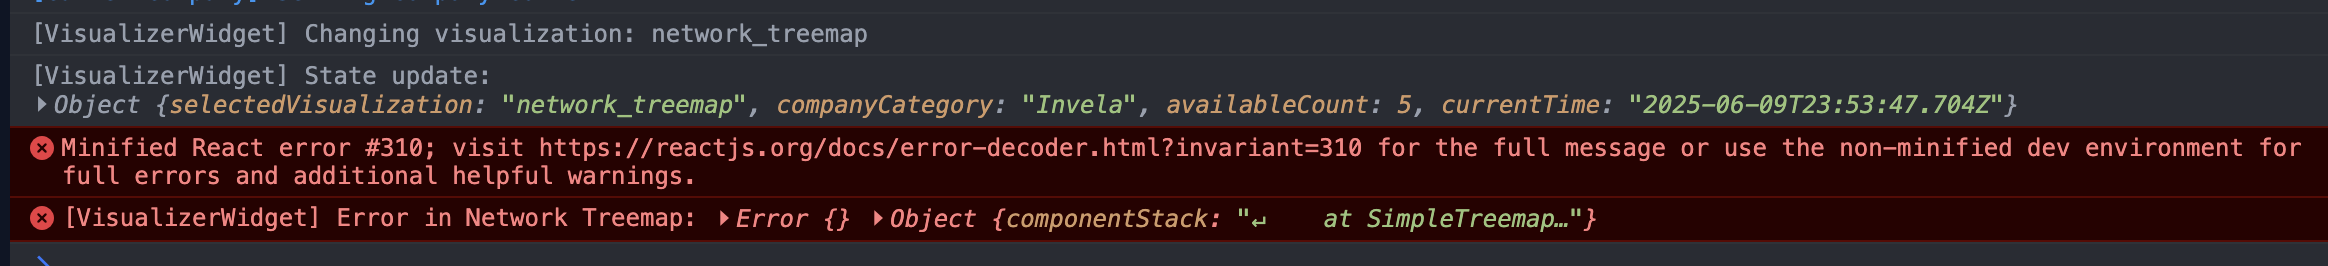 [VisualizerWidget] Changing visualization: network_treemap
[VisualizerWidget] State update:
Object {selectedVisualization: "network_treemap", companyCategory: "Invela", availableCount: 5, currentTime: "2025-06-09T23:53:47.704Z"}
Minified React error #310; visit https://reactjs.org/docs/error-decoder.html?invariant=310 for the full message or use the non-minified dev environment for
full errors and additional helpful warnings.
[VisualizerWidget] Error in Network Treemap: Error {} Object {componentStack: "↵    at SimpleTreemap…"}